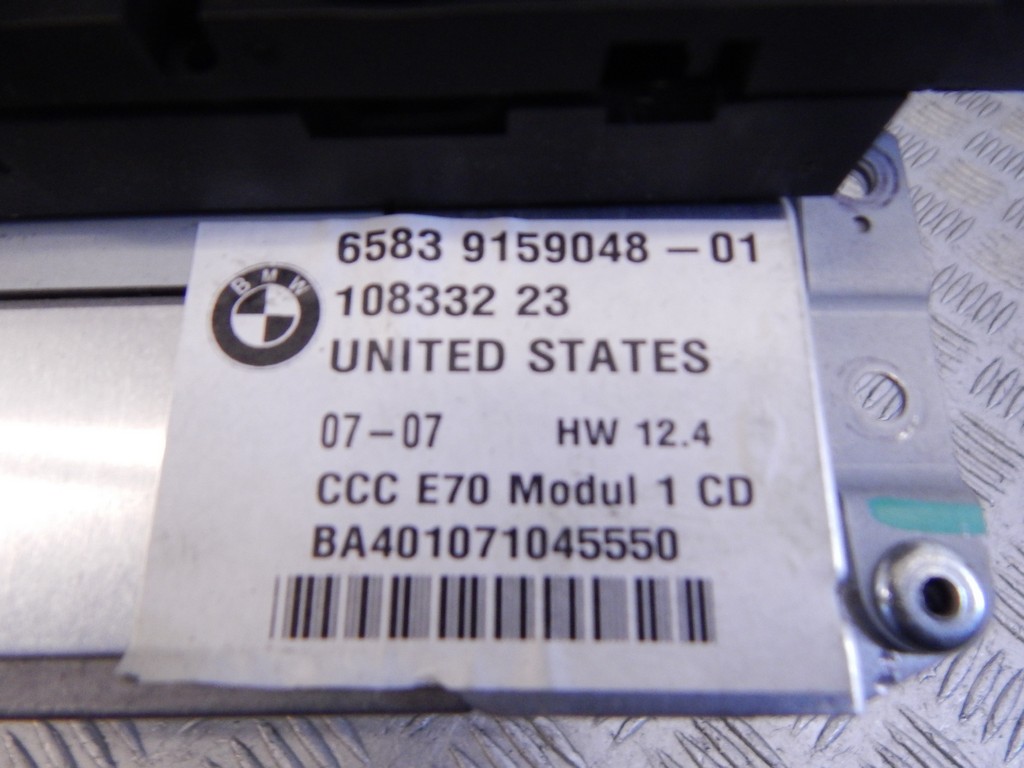 6583 9159048 – 01
BMW
108332 23
UNITED STATES
07 – 07 HW 12.4
CCC E70 Modul 1 CD
BA401071045550